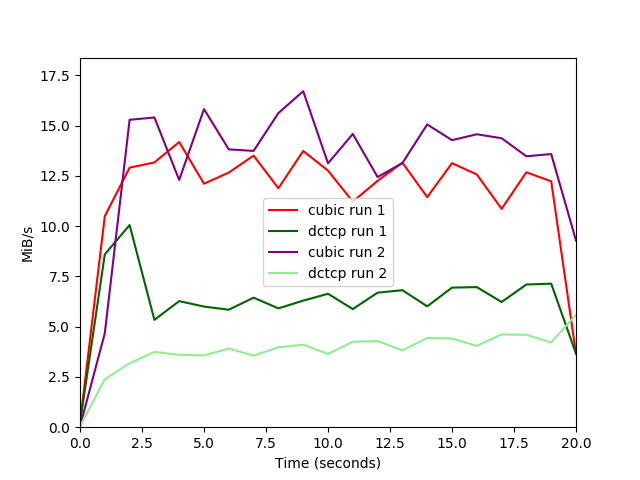 17.5
15.0
12.5
10.0
7.5
5.0
2.5
0.0
MiB/s
cubic run 1
dctcp run 1
cubic run 2
dctcp run 2
0.0 2.5 5.0 7.5 10.0 12.5 15.0 17.5 20.0
Time (seconds)